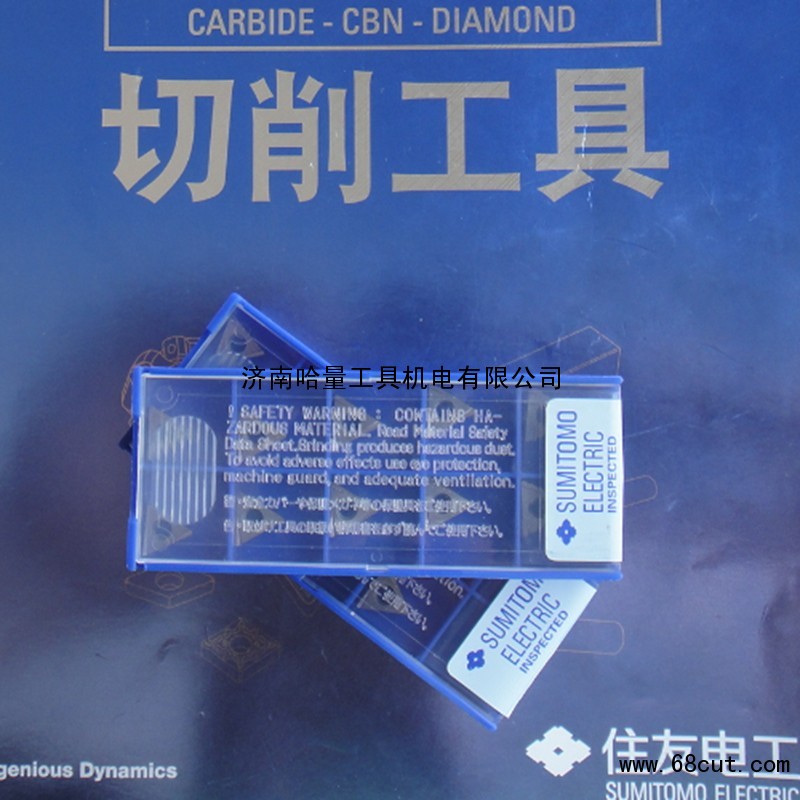 CARBIDE - CBN - DIAMOND
切削工具
济南哈量工具机电有限公司
! SAFETY WARNING : CONTAINS HA-
ZARDOUS MATERIAL. Read Material Safety
Data Sheet. Grinding produces hazardous dust.
To avoid adverse effects use eye protection,
machine guard, and adequate ventilation.
SUMITOMO
ELECTRIC
INSPECTED
SUMITOMO
ELECTRIC
INSPECTED
genious Dynamics
住友电工
www.68cut.com
SUMITOMO ELECTRIC